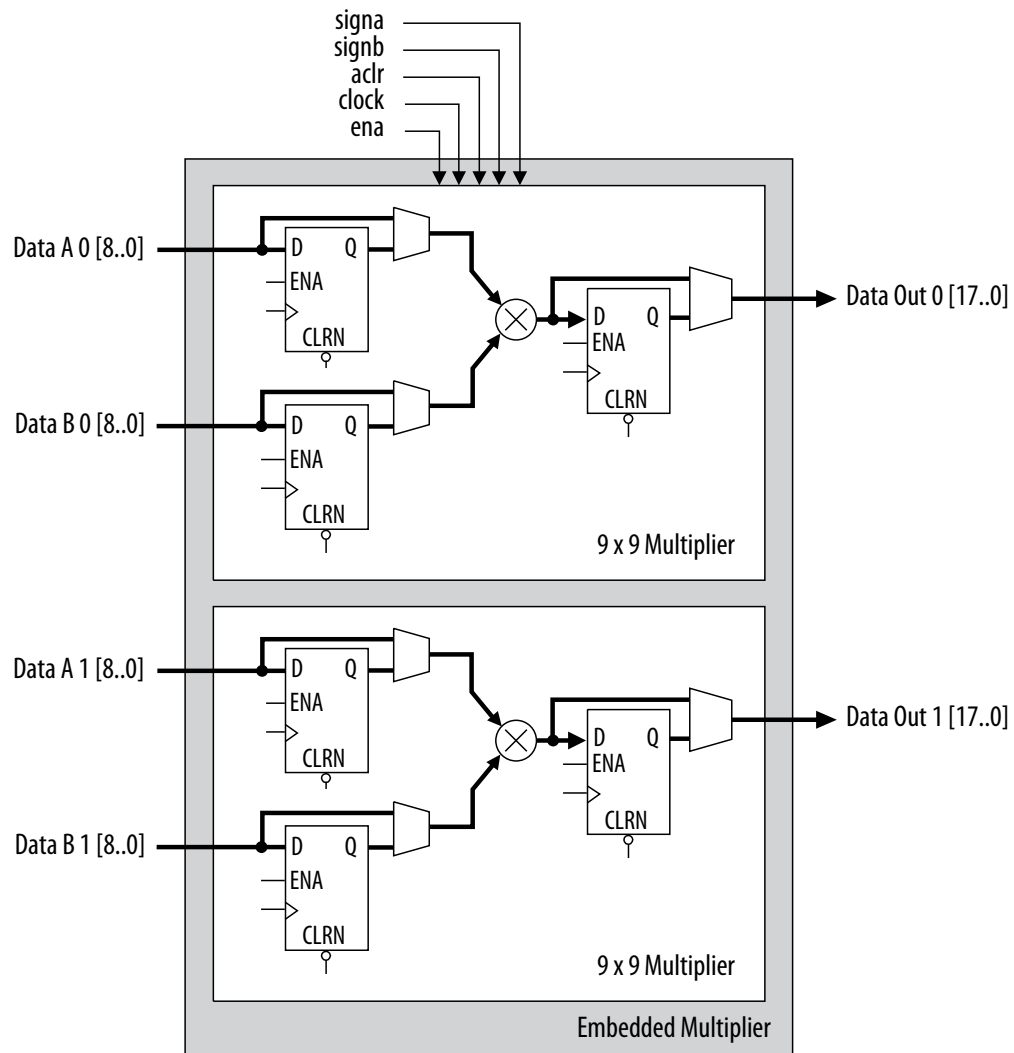 signa
signb
aclr
clock
ena
Data A 0 [8..0]
D Q
ENA
CLRN
Data B 0 [8..0]
D Q
ENA
CLRN
D Q
ENA
CLRN
Data Out 0 [17..0]
9 x 9 Multiplier
Data A 1 [8..0]
D Q
ENA
CLRN
Data B 1 [8..0]
D Q
ENA
CLRN
D Q
ENA
CLRN
Data Out 1 [17..0]
9 x 9 Multiplier
Embedded Multiplier